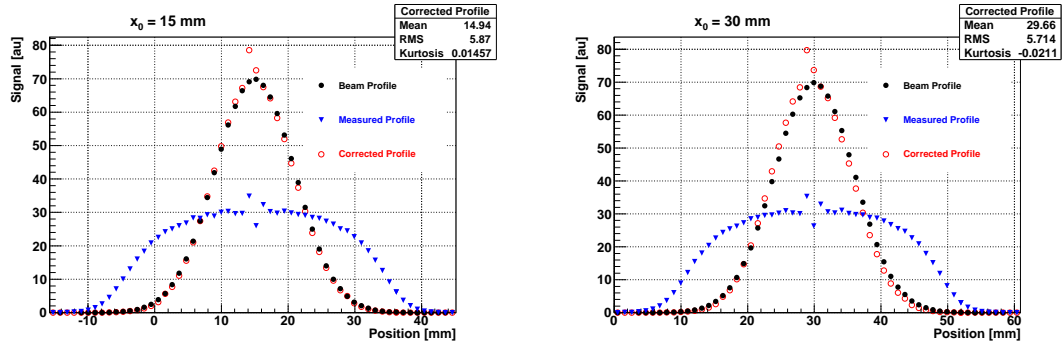 x0 = 15 mm
Corrected Profile
Mean 14.94
RMS 5.87
Kurtosis 0.01457
Signal [au]
80
70
60
50
40
30
20
10
0
Beam Profile
Measured Profile
Corrected Profile
-10 0 10 20 30 40
Position [mm]
x0 = 30 mm
Corrected Profile
Mean 29.66
RMS 5.714
Kurtosis -0.0211
Signal [au]
80
70
60
50
40
30
20
10
0
Beam Profile
Measured Profile
Corrected Profile
0 10 20 30 40 50 60
Position [mm]